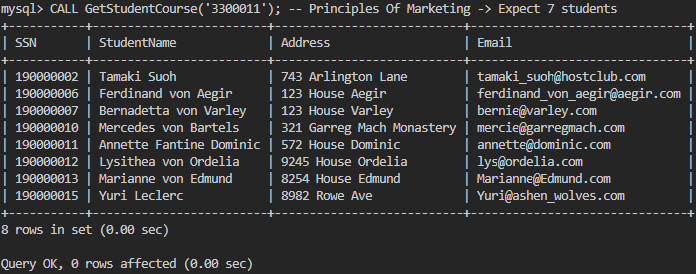 mysql> CALL GetStudentCourse('3300011'); -- Principles Of Marketing -> Expect 7 students
+-----------+-------------------------+-------------------------+------------------------------+
| SSN       | StudentName             | Address                 | Email                        |
+-----------+-------------------------+-------------------------+------------------------------+
| 190000002 | Tamaki Suoh             | 743 Arlington Lane      | tamaki_suoh@hostclub.com     |
| 190000006 | Ferdinand von Aegir     | 123 House Aegir         | ferdinand_von_aegir@aegir.com |
| 190000007 | Bernadetta von Varley   | 123 House Varley        | bernie@varley.com            |
| 190000010 | Mercedes von Bartels    | 321 Garreg Mach Monastery | mercie@garregmach.com        |
| 190000011 | Annette Fantine Dominic | 572 House Dominic       | annette@dominic.com          |
| 190000012 | Lysithea von Ordelia    | 9245 House Ordelia      | lys@ordelia.com              |
| 190000013 | Marianne von Edmund     | 8254 House Edmund       | Marianne@Edmund.com          |
| 190000015 | Yuri Leclerc            | 8982 Rowe Ave           | Yuri@ashen_wolves.com        |
+-----------+-------------------------+-------------------------+------------------------------+
8 rows in set (0.00 sec)
Query OK, 0 rows affected (0.00 sec)